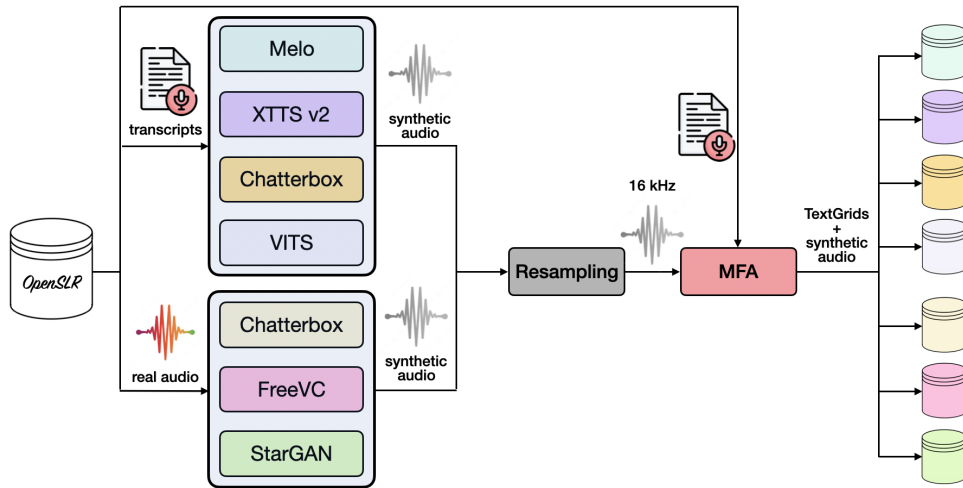 OpenSLR
transcripts
Melo
XTTS v2
Chatterbox
VITS
synthetic
audio
real audio
Chatterbox
FreeVC
StarGAN
synthetic
audio
Resampling
16 kHz
MFA
TextGrids
+
synthetic
audio